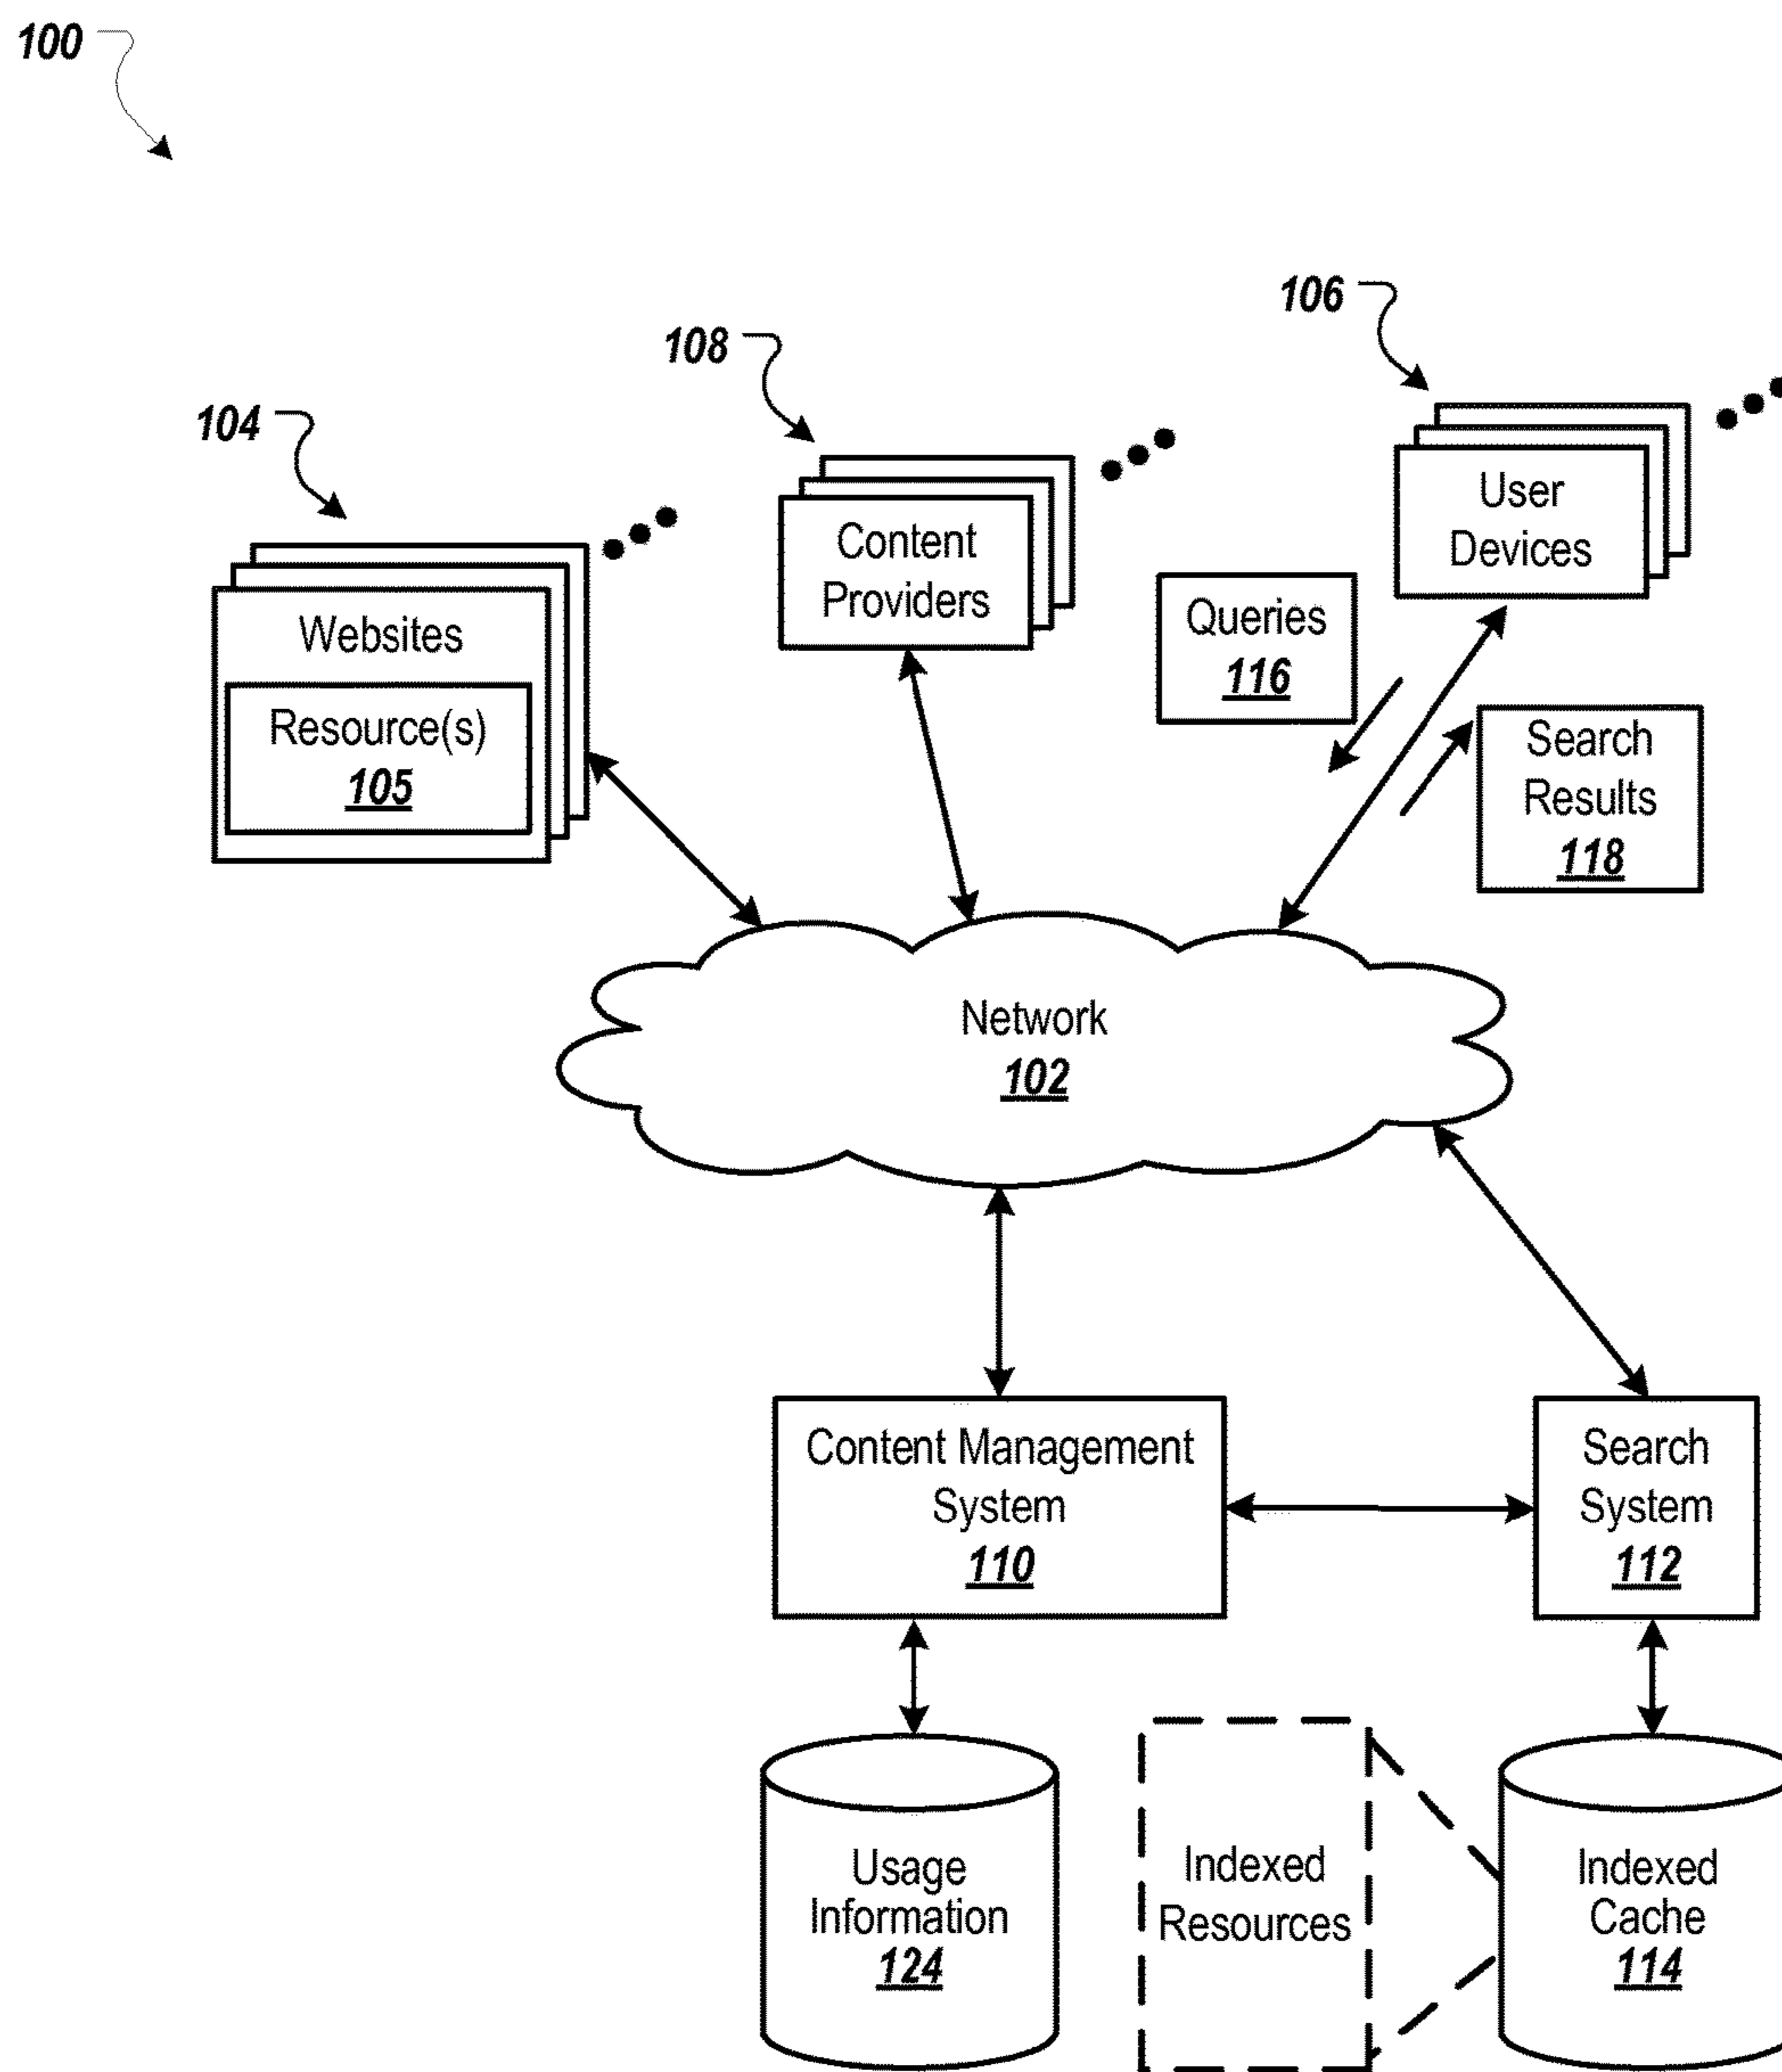 100
106
108
104
User
Devices
Content
Providers
Queries
116
Websites
Resource(s)
105
Search
Results
118
Network
102
Content Management
System
110
Search
System
112
Usage
Information
124
Indexed
Resources
Indexed
Cache
114